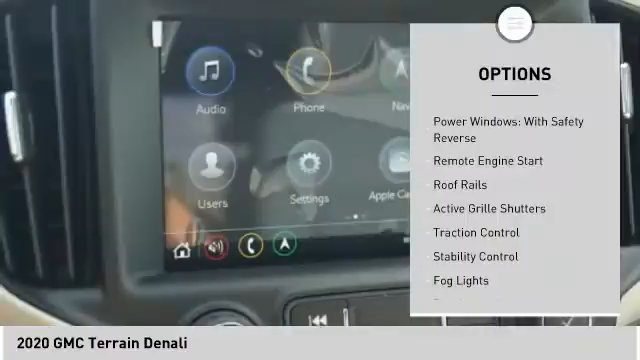 OPTIONS
Power Windows: With Safety
Reverse
Remote Engine Start
Roof Rails
Active Grille Shutters
Traction Control
Stability Control
Fog Lights
Audio
Phone
Users
Settings
Apple
2020 GMC Terrain Denali